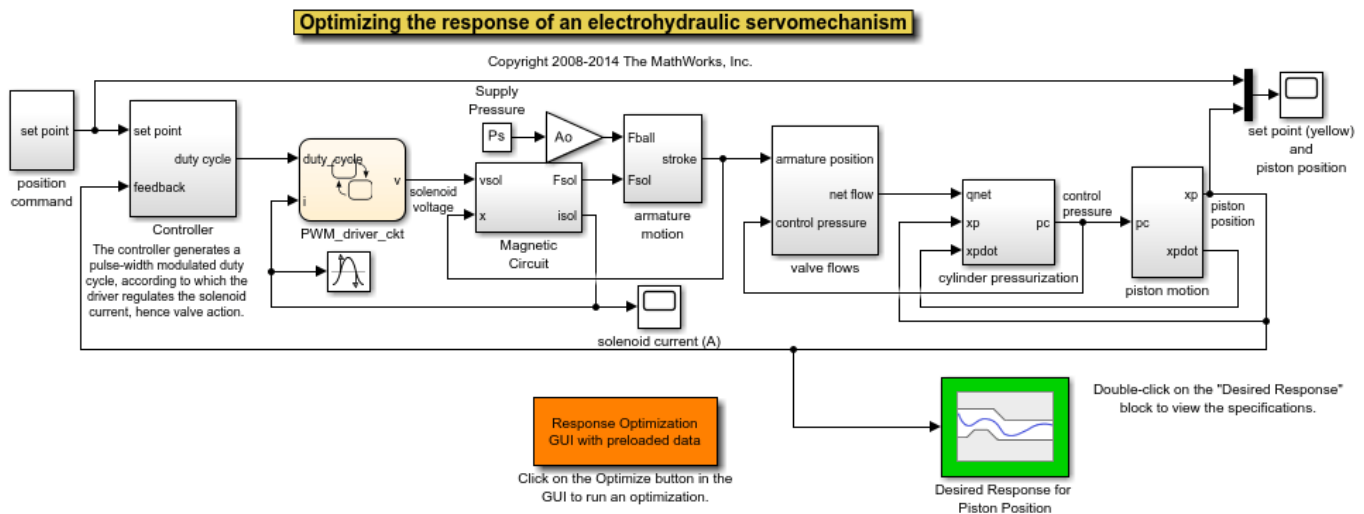 Optimizing the response of an electrohydraulic servomechanism
Copyright 2008-2014 The MathWorks, Inc.
set point
position
command
set point
duty cycle
feedback
Controller
The controller generates a
pulse-width modulated duty
cycle, according to which the
driver regulates the solenoid
current, hence valve action.
duty_cycle
v
i
PWM_driver_ckt
solenoid
voltage
Supply
Pressure
Ps
Ao
vsol
Fsol
x
isol
Magnetic
Circuit
Fball
stroke
Fsol
armature
motion
solenoid current (A)
armature position
net flow
control pressure
valve flows
qnet
xp
pc
xpdot
cylinder pressurization
control
pressure
xp
pc
xpdot
piston motion
piston
position
set point (yellow)
and
piston position
Response Optimization
GUI with preloaded data
Click on the Optimize button in the
GUI to run an optimization.
Desired Response for
Piston Position
Double-click on the "Desired Response"
block to view the specifications.